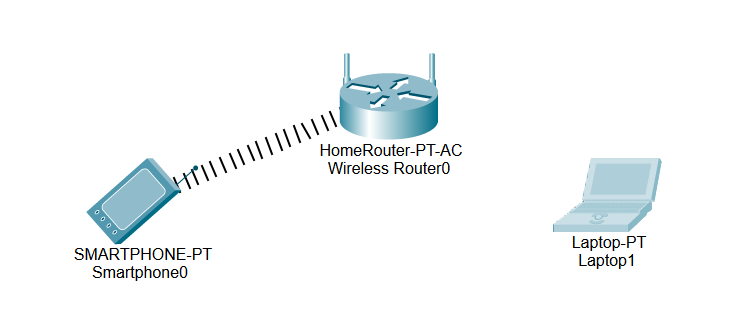 HomeRouter-PT-AC
Wireless Router0
SMARTPHONE-PT
Smartphone0
Laptop-PT
Laptop1